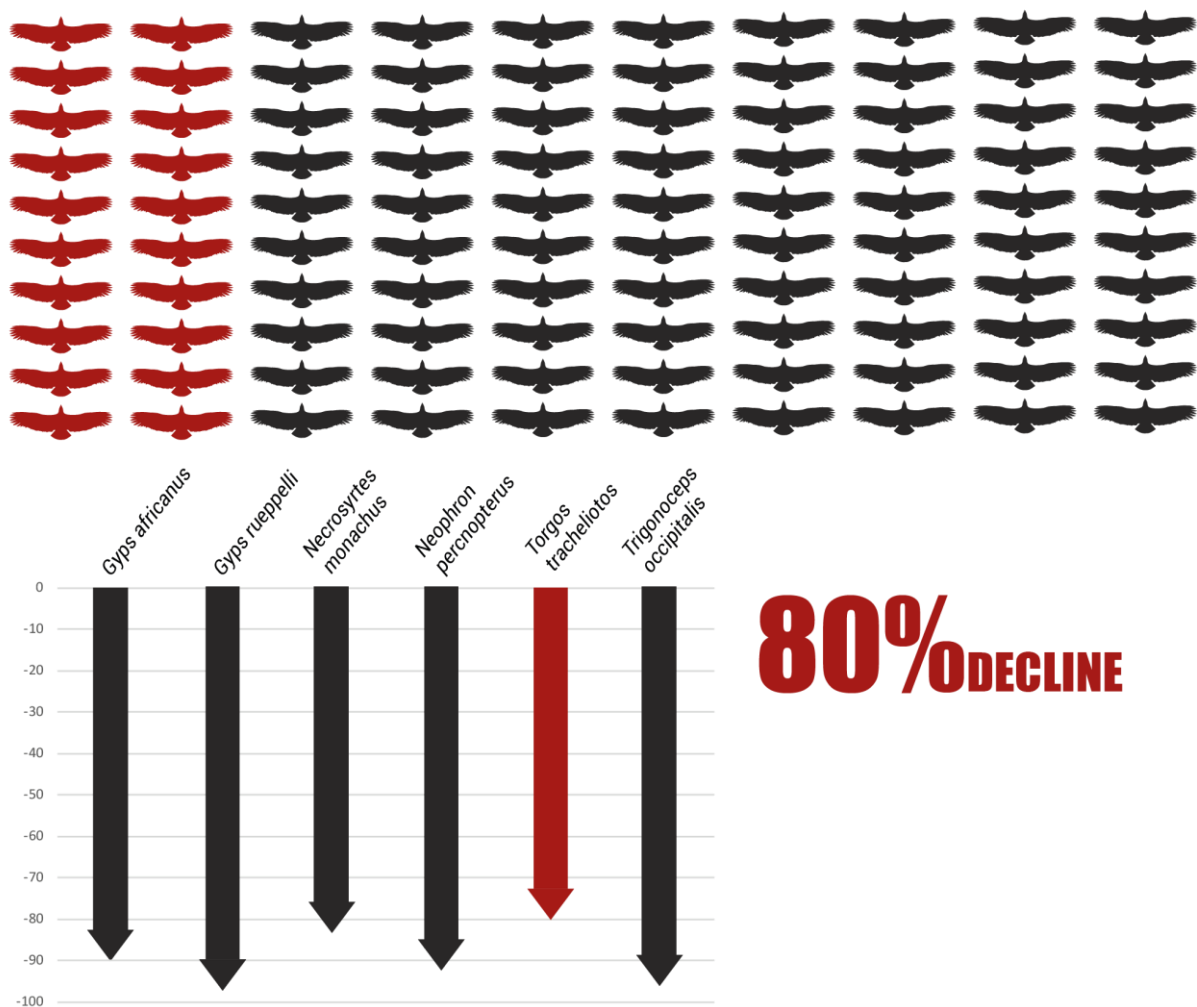 Gyps africanus
Gyps rueppelli
Necrosyrtes
monachus
Neophron
percnopterus
Torgos
tracheliotos
Trigonoceps
occipitalis
0
-10
-20
-30
-40
-50
-60
-70
-80
-90
-100
80% DECLINE